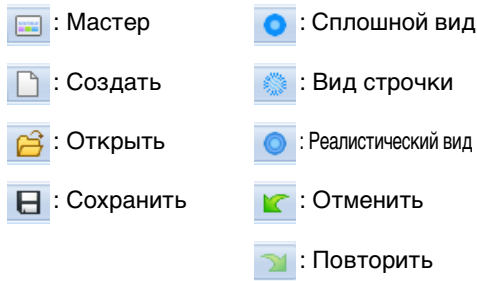 : Мастер
: Создать
: Открыть
: Сохранить
: Сплошной вид
: Вид строчки
: Реалистический вид
: Отменить
: Повторить